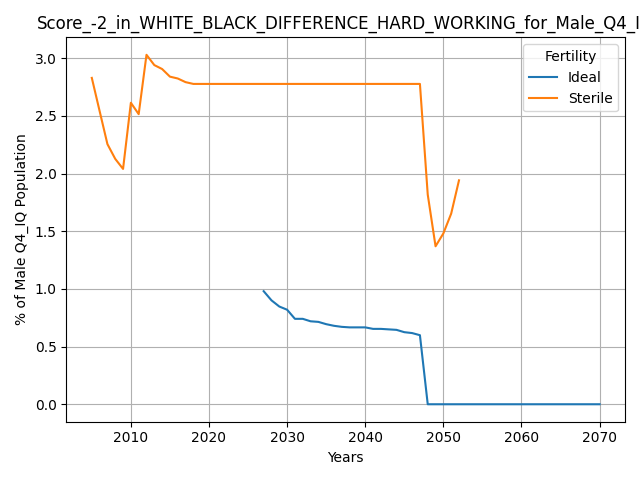 Score_-2_in_WHITE_BLACK_DIFFERENCE_HARD_WORKING_for_Male_Q4_I
Fertility
Ideal
Sterile
3.0
2.5
2.0
1.5
1.0
0.5
0.0
% of Male Q4_IQ Population
2010 2020 2030 2040 2050 2060 2070
Years